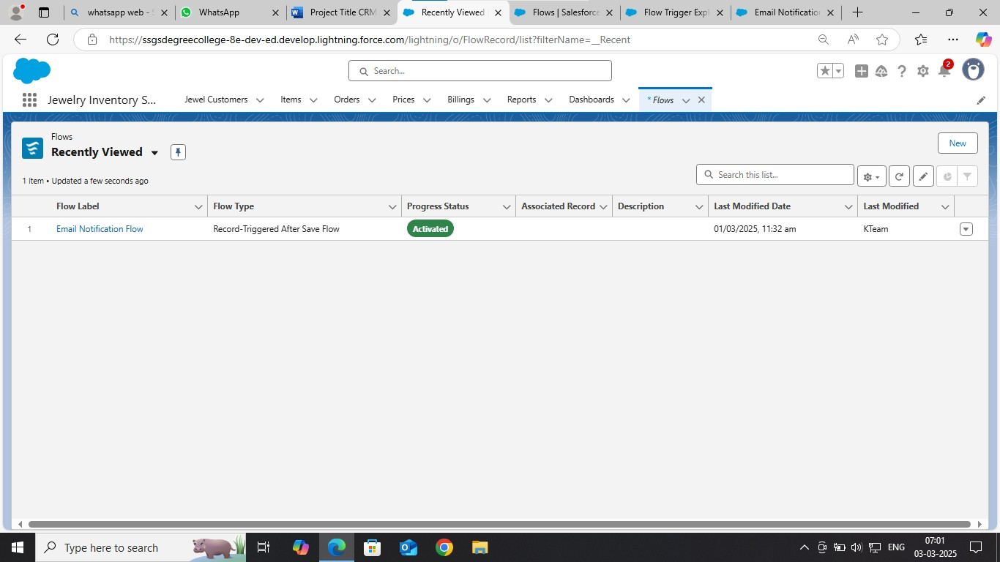 whatsapp web - S
WhatsApp
Project Title CRM
Recently Viewed
Flows | Salesforce
Flow Trigger Expl
Email Notification
https://ssgsdegreecollege-8e-dev-ed.develop.lightning.force.com/lightning/o/FlowRecord/list?filterName=__Recent
Search...
2
Jewelry Inventory S...
Jewel Customers
Items
Orders
Prices
Billings
Reports
Dashboards
* Flows
Flows
Recently Viewed
New
1 item • Updated a few seconds ago
Search this list...
Flow Label
Flow Type
Progress Status
Associated Record
Description
Last Modified Date
Last Modified
1
Email Notification Flow
Record-Triggered After Save Flow
Activated
01/03/2025, 11:32 am
KTeam
Type here to search
ENG
07:01
03-03-2025